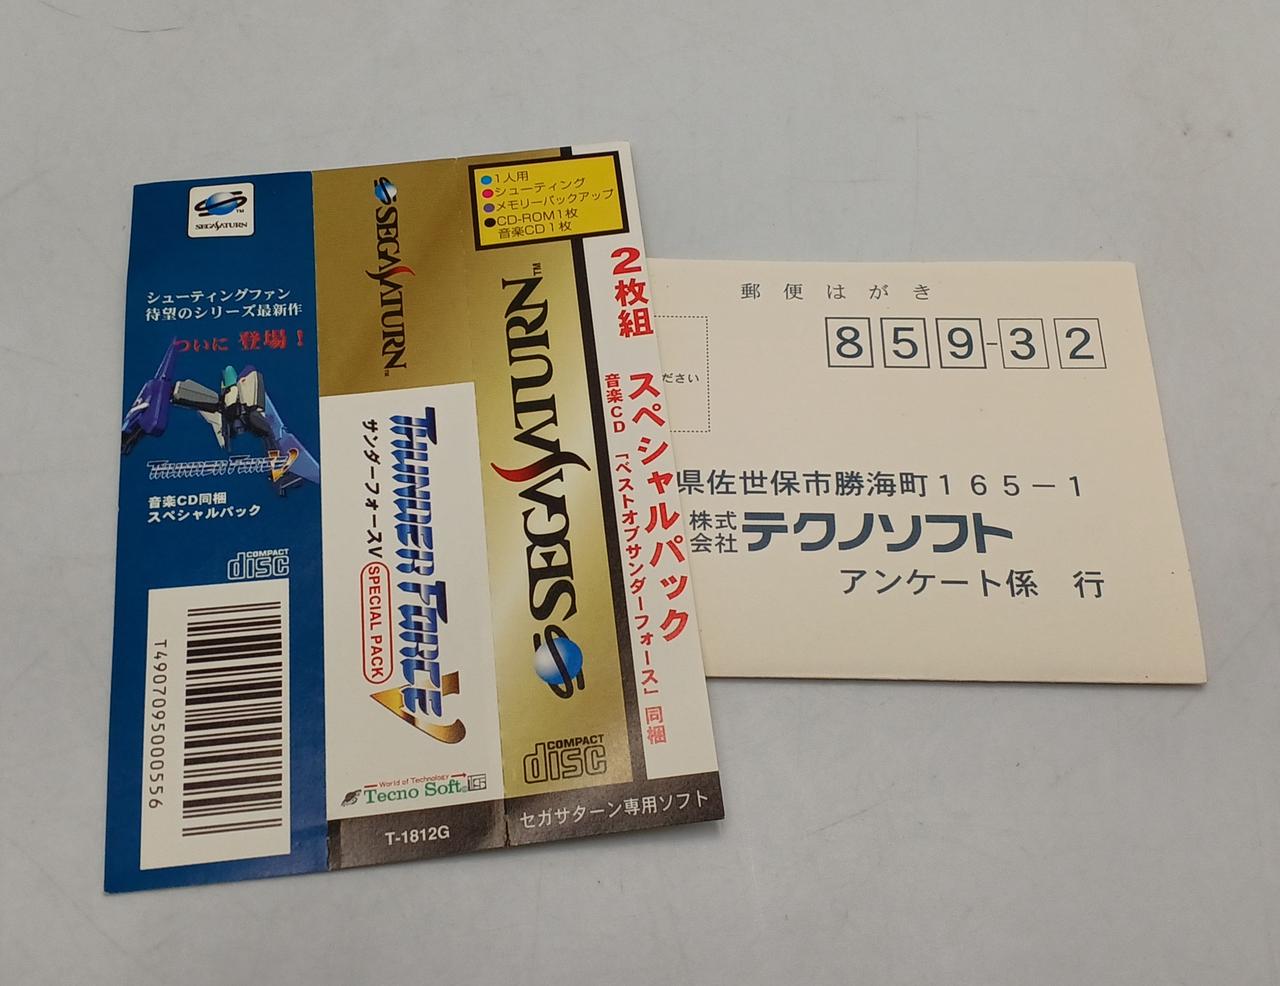 SEGA SATURN™
シューティングファン
待望のシリーズ最新作
ついに 登場！
THUNDER FORCE V
音楽CD同梱
スペシャルパック
COMPACT
disc
T4907095000556
SEGA SATURN™
THUNDER FORCE V
サンダーフォースV SPECIAL PACK
World of Technology
Tecno Soft
T-1812G
●1人用
●シューティング
●メモリーバックアップ
●CD-ROM1枚
音楽CD1枚
SEGA SATURN™
COMPACT
disc
2枚組 スペシャルパック
音楽CD「ベストオブサンダーフォース」同梱
セガサターン専用ソフト
郵便はがき
859-32
ださい
県佐世保市勝海町165-1
株式会社テクノソフト
アンケート係 行